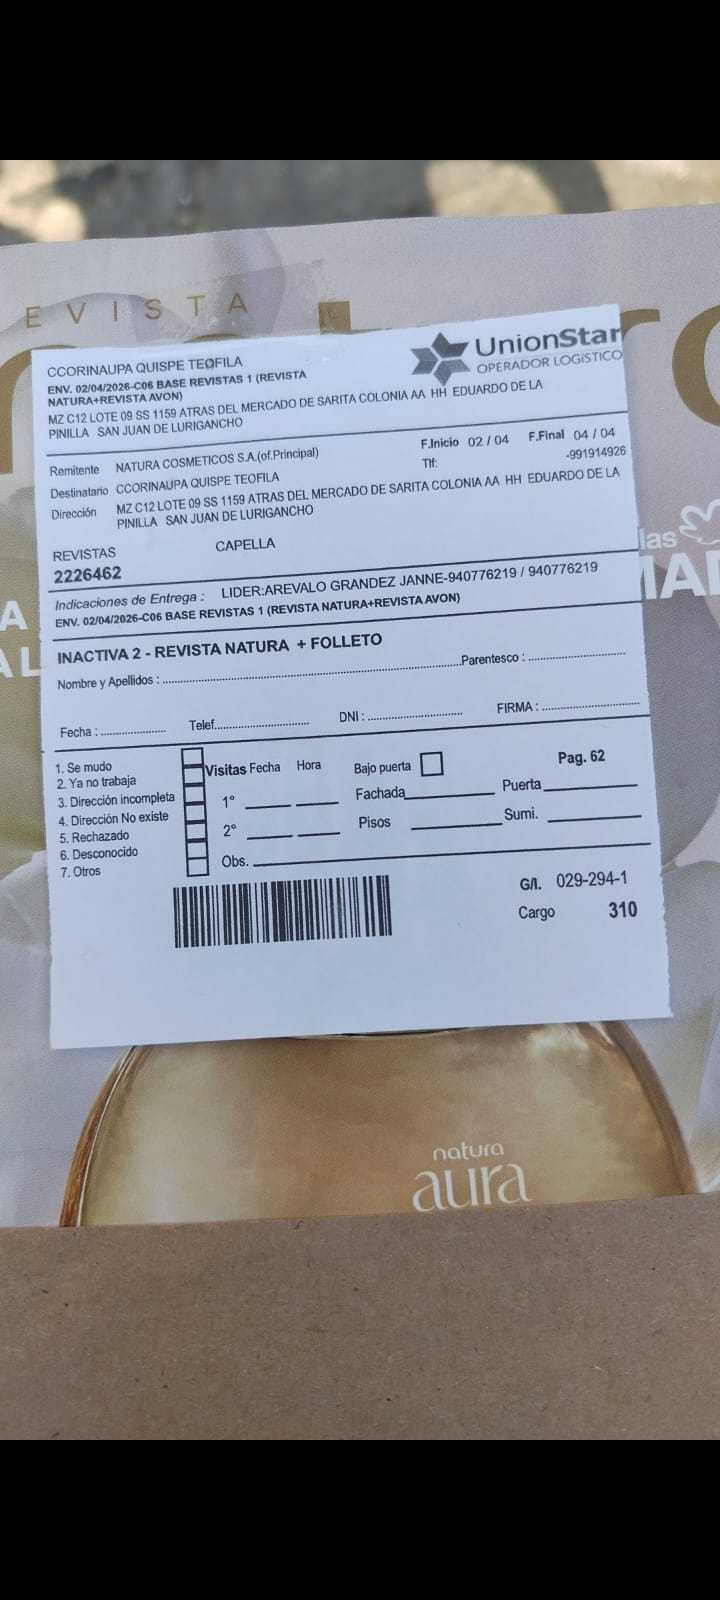 REVISTA
UnionStar
OPERADOR LOGíSTICO
CCORINAUPA QUISPE TEOFILA
ENV. 02/04/2026-C06 BASE REVISTAS 1 (REVISTA
NATURA+REVISTA AVON)
MZ C12 LOTE 09 SS 1159 ATRAS DEL MERCADO DE SARITA COLONIA AA HH EDUARDO DE LA
PINILLA SAN JUAN DE LURIGANCHO
Remitente NATURA COSMETICOS S.A.(of.Principal) F.Inicio 02 / 04 F.Final 04 / 04
Destinatario CCORINAUPA QUISPE TEOFILA Tlf: -991914926
Dirección MZ C12 LOTE 09 SS 1159 ATRAS DEL MERCADO DE SARITA COLONIA AA HH EDUARDO DE LA
PINILLA SAN JUAN DE LURIGANCHO
REVISTAS CAPELLA
2226462
Indicaciones de Entrega : LIDER:AREVALO GRANDEZ JANNE-940776219 / 940776219
ENV. 02/04/2026-C06 BASE REVISTAS 1 (REVISTA NATURA+REVISTA AVON)
INACTIVA 2 - REVISTA NATURA + FOLLETO
Nombre y Apellidos : Parentesco :
Fecha : Telef. DNI : FIRMA :
1. Se mudo
2. Ya no trabaja
3. Dirección incompleta
4. Dirección No existe
5. Rechazado
6. Desconocido
7. Otros
Visitas Fecha Hora Bajo puerta Pag. 62
1° Fachada Puerta
2° Pisos Sumi.
Obs.
G/I. 029-294-1
Cargo 310
natura
aura